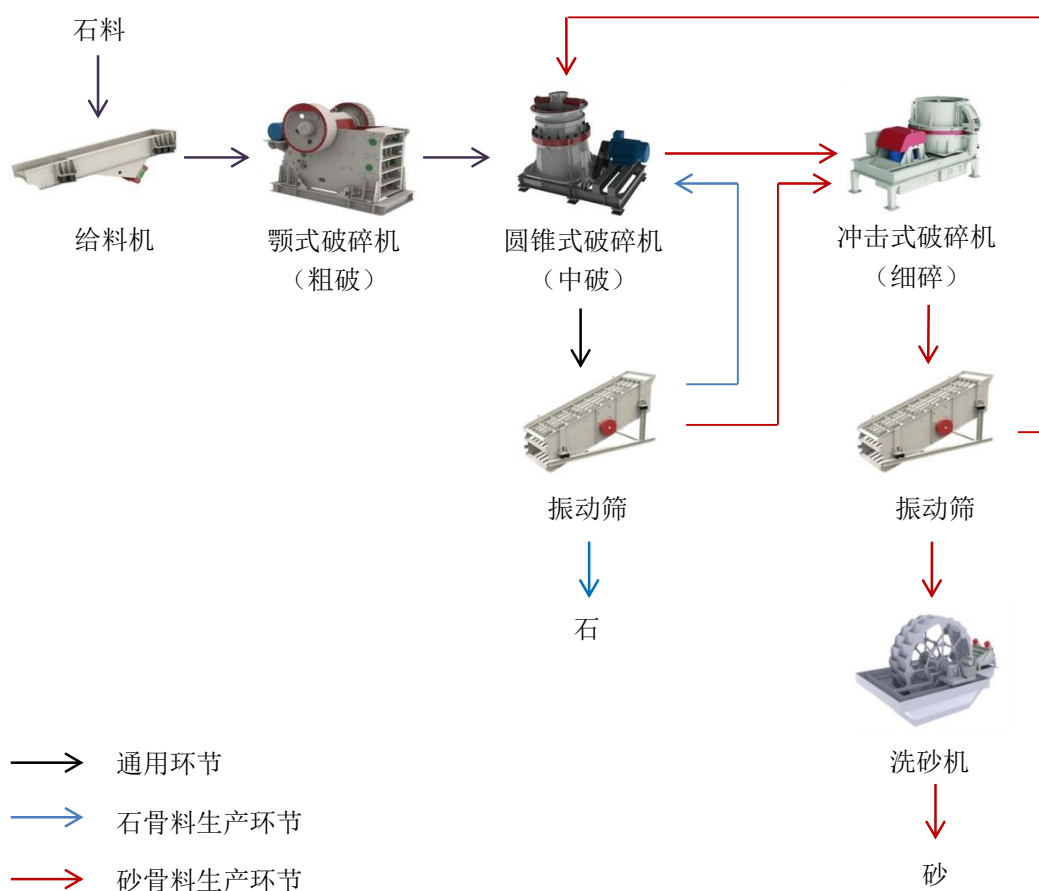 石料
给料机
颚式破碎机
（粗破）
圆锥式破碎机
（中破）
冲击式破碎机
（细碎）
振动筛
振动筛
石
洗砂机
砂
通用环节
石骨料生产环节
砂骨料生产环节